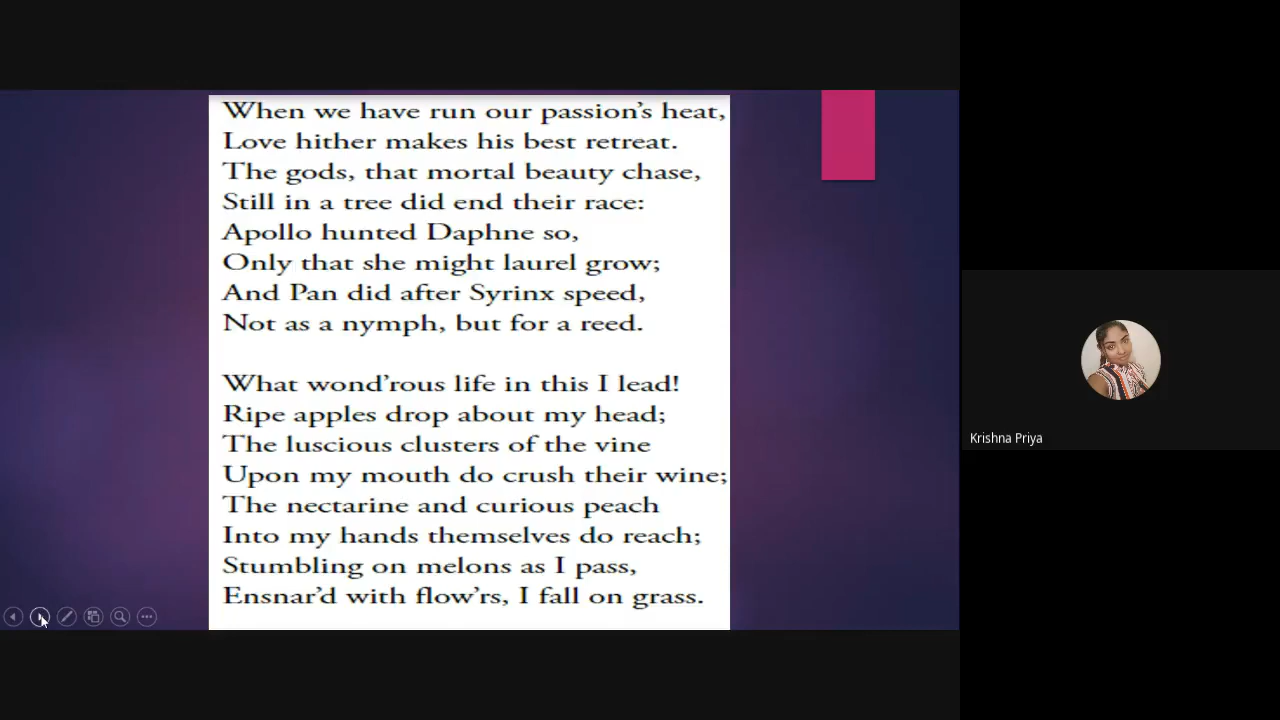 When we have run our passion's heat,
Love hither makes his best retreat.
The gods, that mortal beauty chase,
Still in a tree did end their race:
Apollo hunted Daphne so,
Only that she might laurel grow;
And Pan did after Syrinx speed,
Not as a nymph, but for a reed.
What wond'rous life in this I lead!
Ripe apples drop about my head;
The luscious clusters of the vine
Upon my mouth do crush their wine;
The nectarine and curious peach
Into my hands themselves do reach;
Stumbling on melons as I pass,
Ensnar'd with flow'rs, I fall on grass.
Krishna Priya